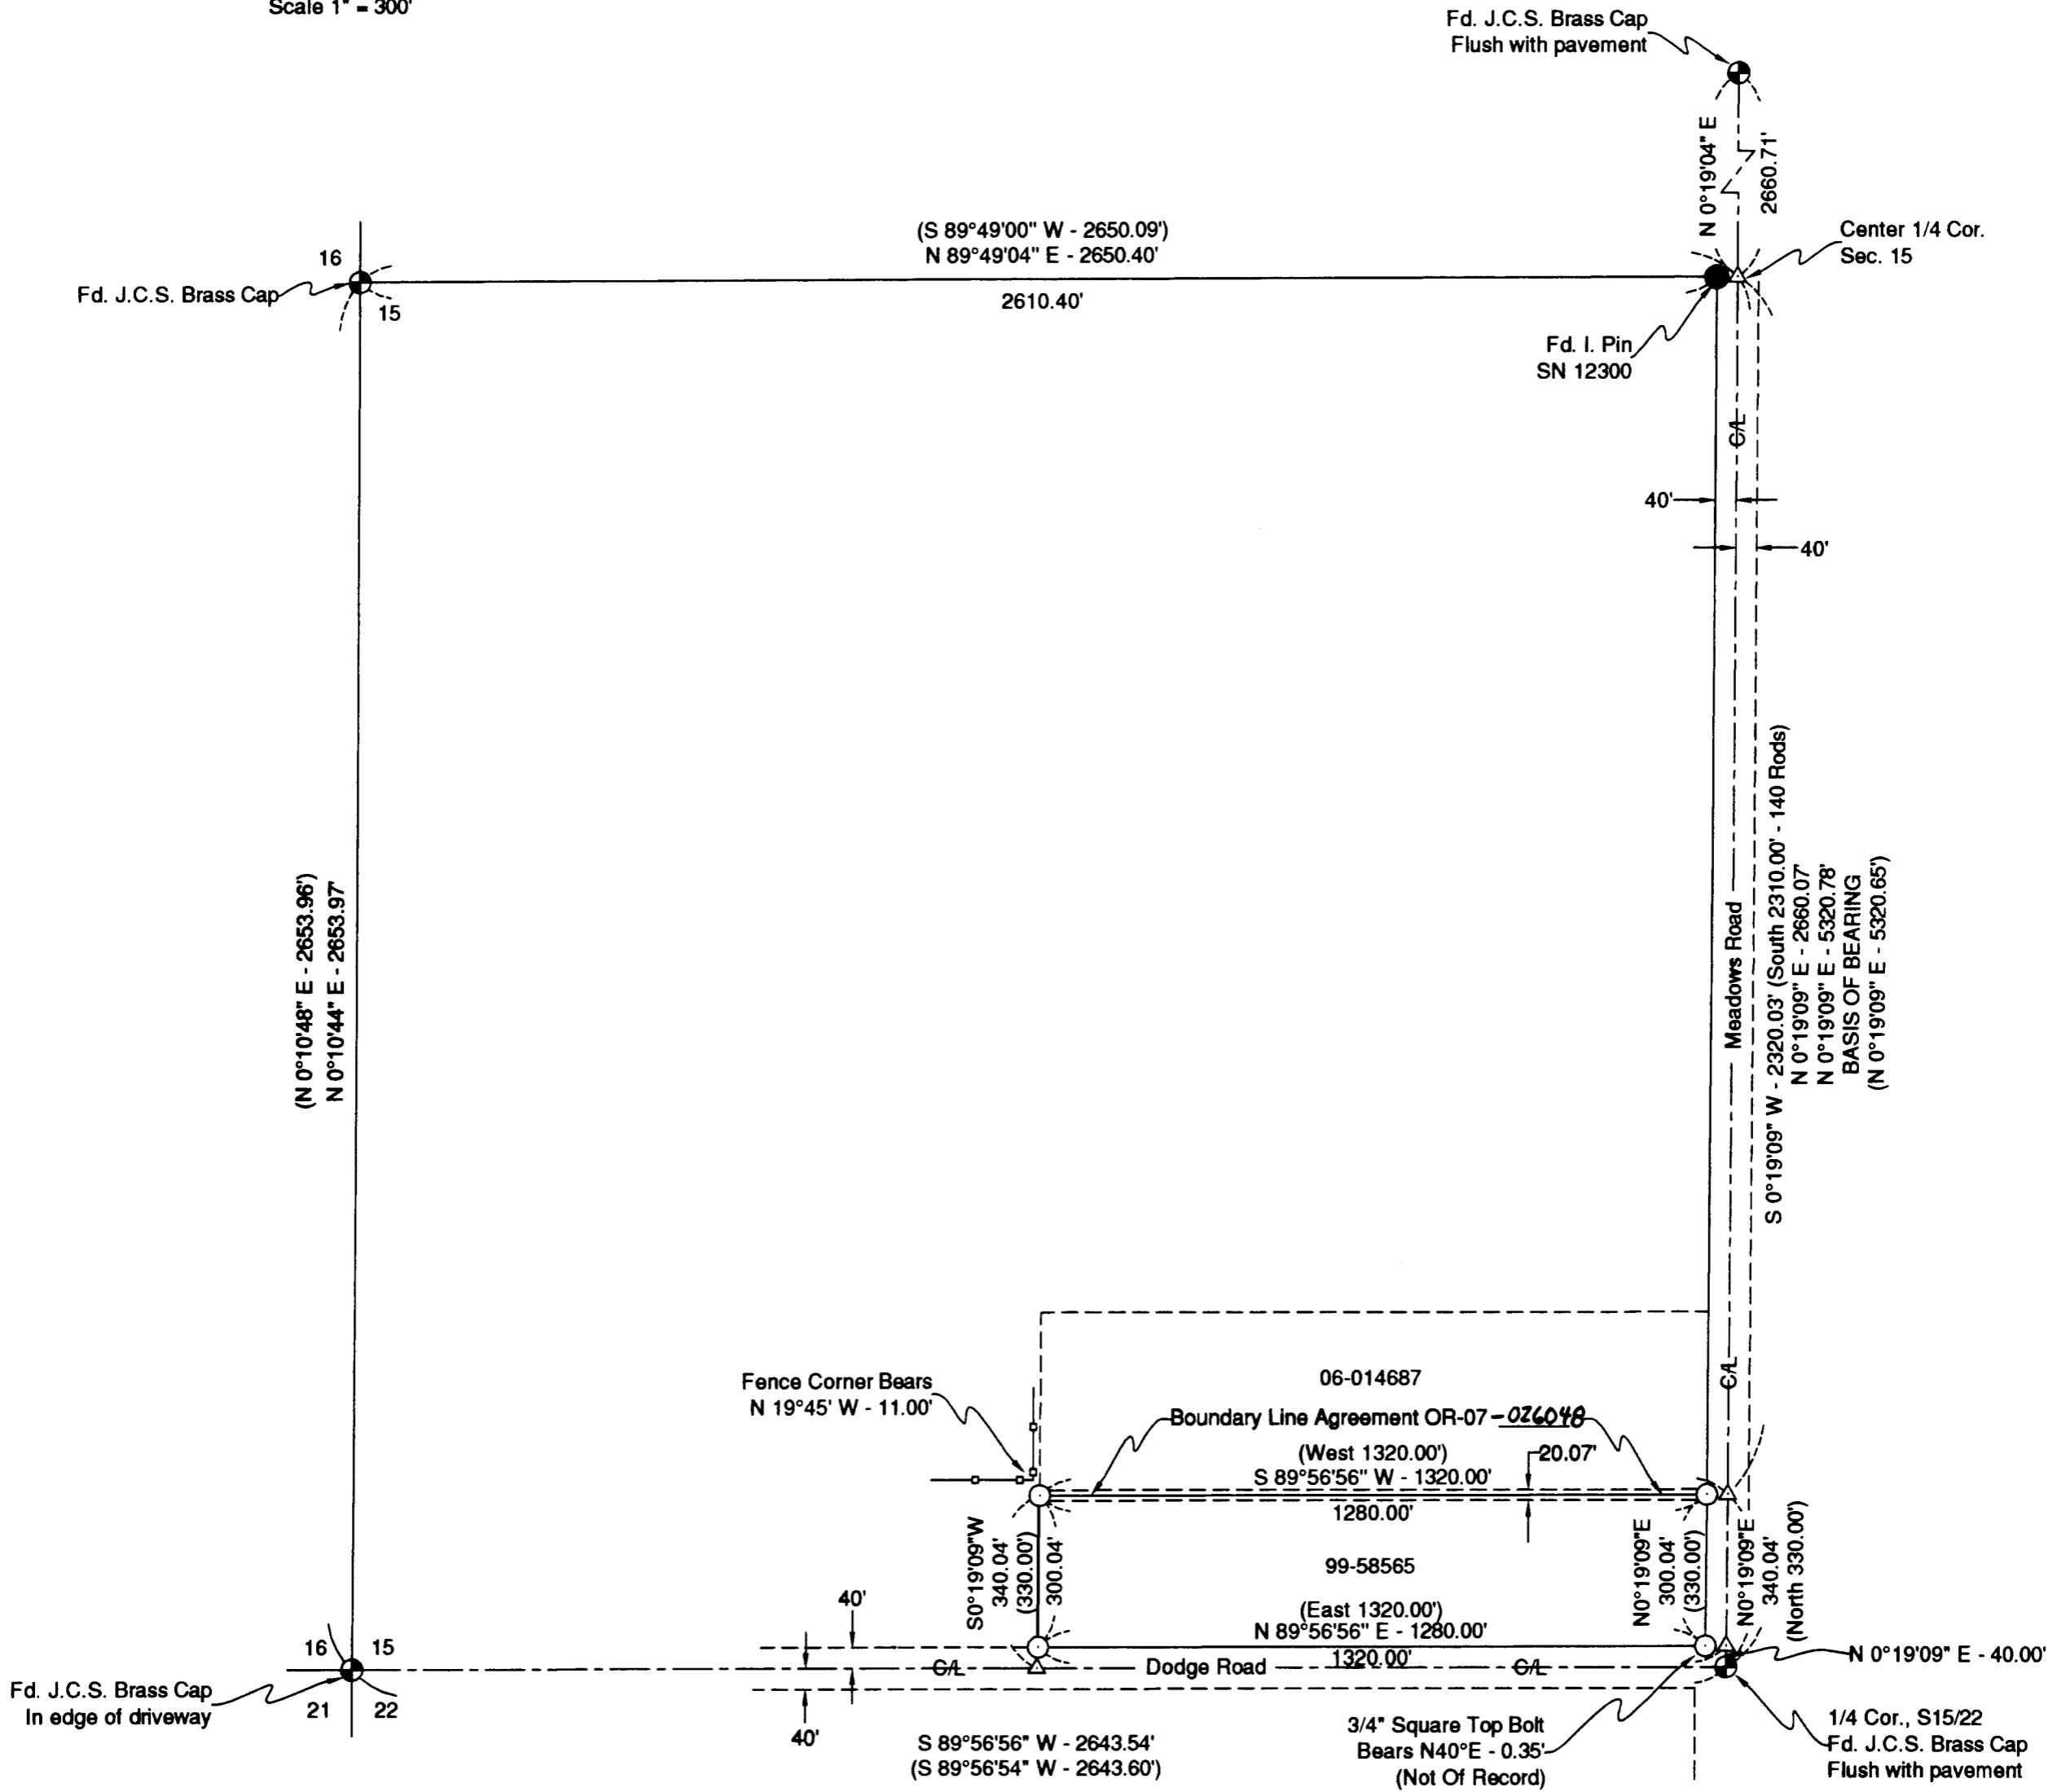 Scale 1" = 300'
Fd. J.C.S. Brass Cap
Flush with pavement
N 0°19'04" E
2660.71'
(S 89°49'00" W - 2650.09')
N 89°49'04" E - 2650.40'
2610.40'
Center 1/4 Cor.
Sec. 15
16
15
Fd. J.C.S. Brass Cap
Fd. I. Pin
SN 12300
C/L
40'
40'
(N 0°10'48" E - 2653.96')
N 0°10'44" E - 2653.97'
Meadows Road
S 0°19'09" W - 2320.03' (South 2310.00' - 140 Rods)
N 0°19'09" E - 2660.07'
N 0°19'09" E - 5320.78'
BASIS OF BEARING
(N 0°19'09" E - 5320.65')
C/L
Fence Corner Bears
N 19°45' W - 11.00'
06-014687
Boundary Line Agreement OR-07-026048
(West 1320.00')
20.07'
S 89°56'56" W - 1320.00'
1280.00'
S0°19'09"W
340.04'
(330.00')
300.04'
99-58565
N0°19'09"E
300.04'
(330.00')
N0°19'09"E
340.04'
(North 330.00')
(East 1320.00')
N 89°56'56" E - 1280.00'
1320.00'
40'
16
15
C/L
Dodge Road
C/L
N 0°19'09" E - 40.00'
Fd. J.C.S. Brass Cap
In edge of driveway
21
22
40'
S 89°56'56" W - 2643.54'
(S 89°56'54" W - 2643.60')
3/4" Square Top Bolt
Bears N40°E - 0.35'
(Not Of Record)
1/4 Cor., S15/22
Fd. J.C.S. Brass Cap
Flush with pavement